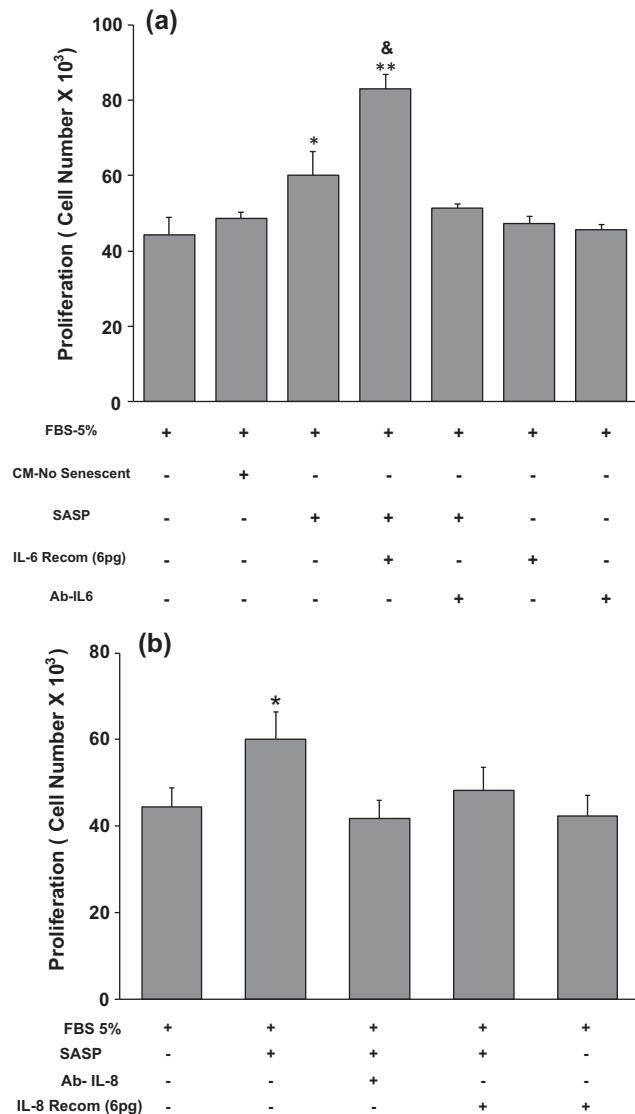 (a)
Proliferation ( Cell Number X 10³)
100
80
60
40
20
0
*
&
**
FBS-5% + + + + + + +
CM-No Senescent - + - - - - -
SASP - - + + + - -
IL-6 Recom (6pg) - - - + - + -
Ab-IL6 - - - - + - +
(b)
Proliferation ( Cell Number X 10³)
80
60
40
20
0
*
FBS 5% + + + + +
SASP - + + + -
Ab- IL-8 - - + - -
IL-8 Recom (6pg) - - - + +